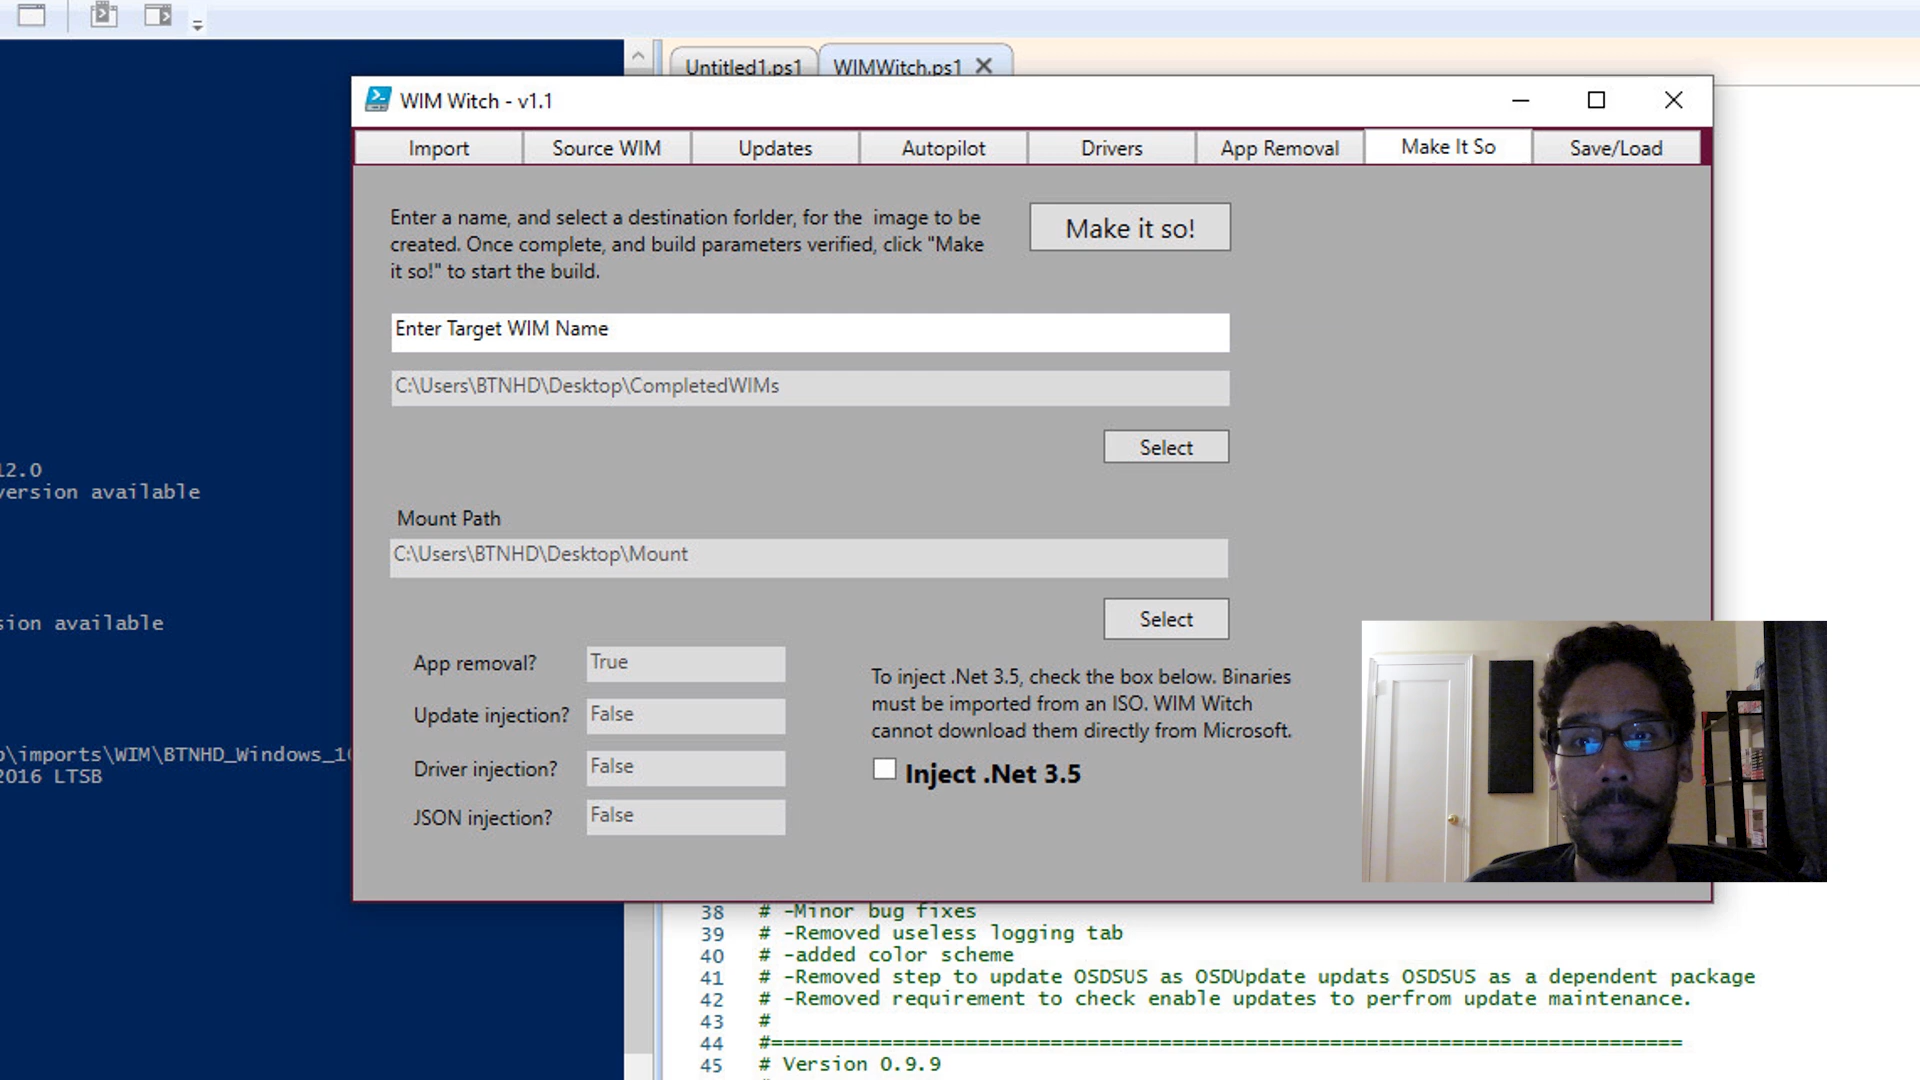 Untitled1.ps1 WIMWitch.ps1
WIM Witch - v1.1
Import Source WIM Updates Autopilot Drivers App Removal Make It So Save/Load
Enter a name, and select a destination forlder, for the image to be
created. Once complete, and build parameters verified, click "Make
it so!" to start the build.
Make it so!
Enter Target WIM Name
C:\Users\BTNHD\Desktop\CompletedWIMs
Select
Mount Path
C:\Users\BTNHD\Desktop\Mount
Select
App removal? True
Update injection? False
Driver injection? False
JSON injection? False
To inject .Net 3.5, check the box below. Binaries
must be imported from an ISO. WIM Witch
cannot download them directly from Microsoft.
Inject .Net 3.5
12.0
version available
sion available
p\imports\WIM\BTNHD_Windows_10
2016 LTSB
38 # -Minor bug fixes
39 # -Removed useless logging tab
40 # -added color scheme
41 # -Removed step to update OSDSUS as OSDUpdate updats OSDSUS as a dependent package
42 # -Removed requirement to check enable updates to perfrom update maintenance.
43 #
44 #===========================================================================
45 # Version 0.9.9